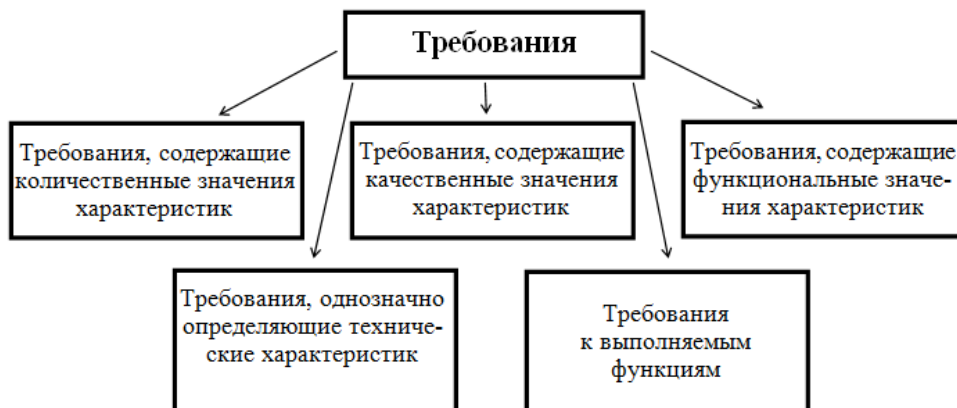 Требования
Требования, содержащие
количественные значения
характеристик
Требования, содержащие
качественные значения
характеристик
Требования, содержащие
функциональные значе-
ния характеристик
Требования, однозначно
определяющие техниче-
ские характеристик
Требования
к выполняемым
функциям